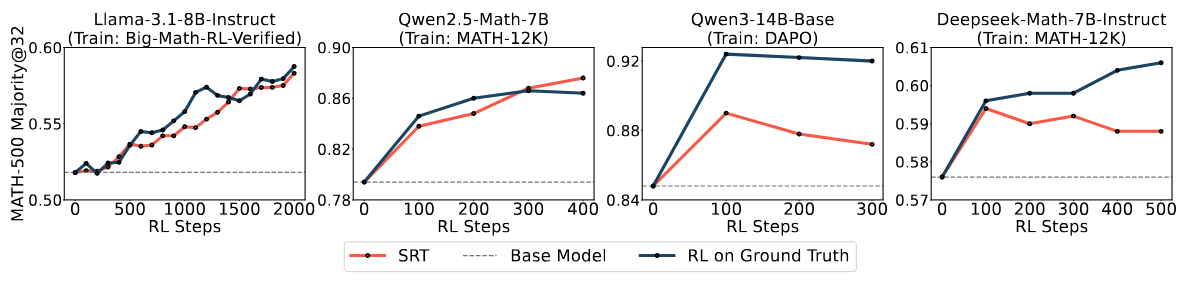 Llama-3.1-8B-Instruct
(Train: Big-Math-RL-Verified)
MATH-500 Majority@32
0.60
0.55
0.50
0 500 1000 1500 2000
RL Steps
Qwen2.5-Math-7B
(Train: MATH-12K)
0.90
0.86
0.82
0.78
0 100 200 300 400
RL Steps
Qwen3-14B-Base
(Train: DAPO)
0.92
0.88
0.84
0 100 200 300
RL Steps
Deepseek-Math-7B-Instruct
(Train: MATH-12K)
0.61
0.60
0.59
0.58
0.57
0 100 200 300 400 500
RL Steps
SRT Base Model RL on Ground Truth